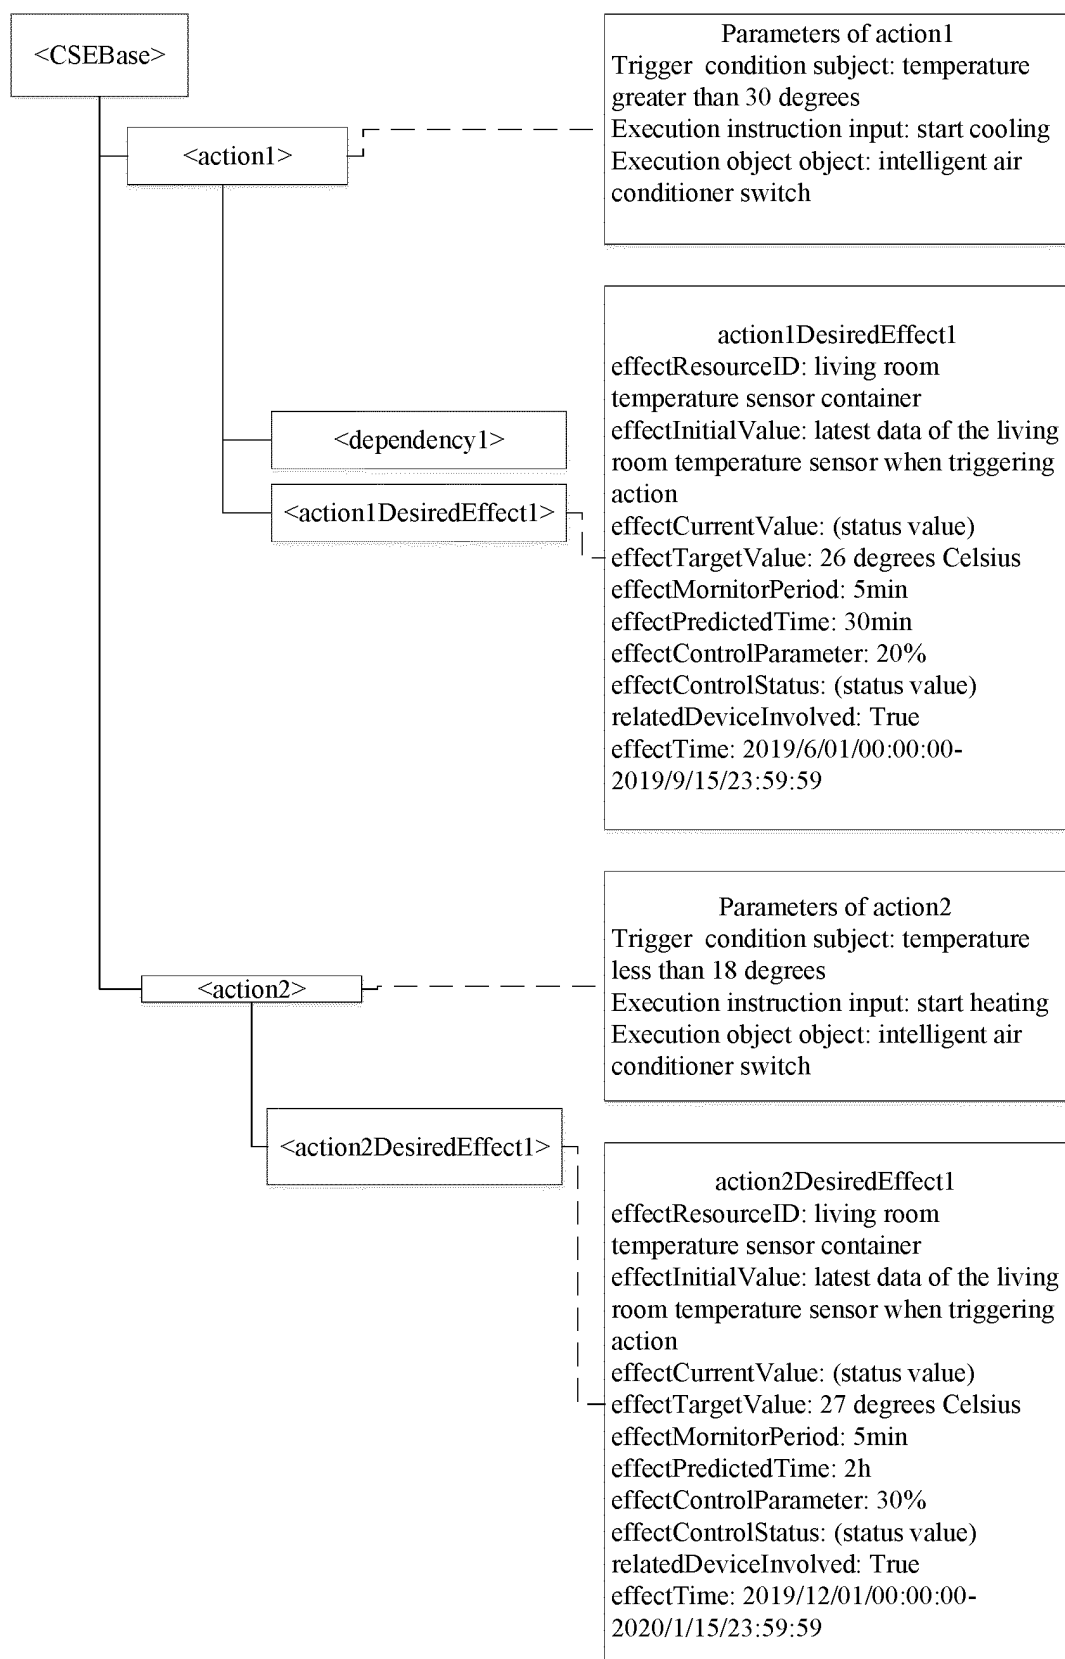 <CSEBase>
<action1>
Parameters of action1
Trigger condition subject: temperature
greater than 30 degrees
Execution instruction input: start cooling
Execution object object: intelligent air
conditioner switch
<dependency1>
<action1DesiredEffect1>
action1DesiredEffect1
effectResourceID: living room
temperature sensor container
effectInitialValue: latest data of the living
room temperature sensor when triggering
action
effectCurrentValue: (status value)
effectTargetValue: 26 degrees Celsius
effectMornitorPeriod: 5min
effectPredictedTime: 30min
effectControlParameter: 20%
effectControlStatus: (status value)
relatedDeviceInvolved: True
effectTime: 2019/6/01/00:00:00-
2019/9/15/23:59:59
<action2>
Parameters of action2
Trigger condition subject: temperature
less than 18 degrees
Execution instruction input: start heating
Execution object object: intelligent air
conditioner switch
<action2DesiredEffect1>
action2DesiredEffect1
effectResourceID: living room
temperature sensor container
effectInitialValue: latest data of the living
room temperature sensor when triggering
action
effectCurrentValue: (status value)
effectTargetValue: 27 degrees Celsius
effectMornitorPeriod: 5min
effectPredictedTime: 2h
effectControlParameter: 30%
effectControlStatus: (status value)
relatedDeviceInvolved: True
effectTime: 2019/12/01/00:00:00-
2020/1/15/23:59:59